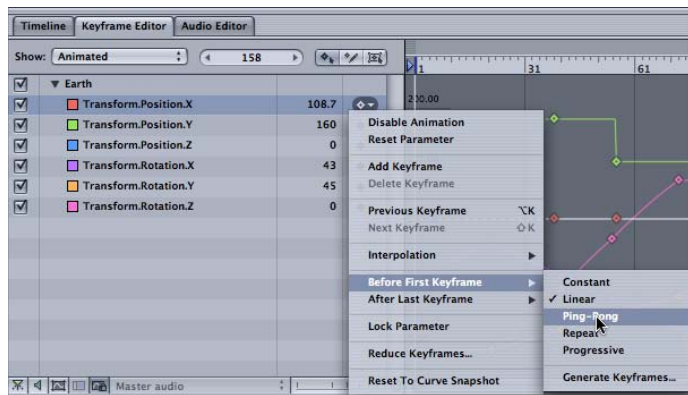 Timeline Keyframe Editor Audio Editor
Show: Animated 158
1 31 61
Earth
Transform.Position.X 108.7
Transform.Position.Y 160
Transform.Position.Z 0
Transform.Rotation.X 43
Transform.Rotation.Y 45
Transform.Rotation.Z 0
Disable Animation
Reset Parameter
Add Keyframe
Delete Keyframe
Previous Keyframe ⌥K
Next Keyframe ⇧K
Interpolation
Before First Keyframe
After Last Keyframe
Lock Parameter
Reduce Keyframes...
Reset To Curve Snapshot
Constant
✓ Linear
Ping-Pong
Repeat
Progressive
Generate Keyframes...
Master audio